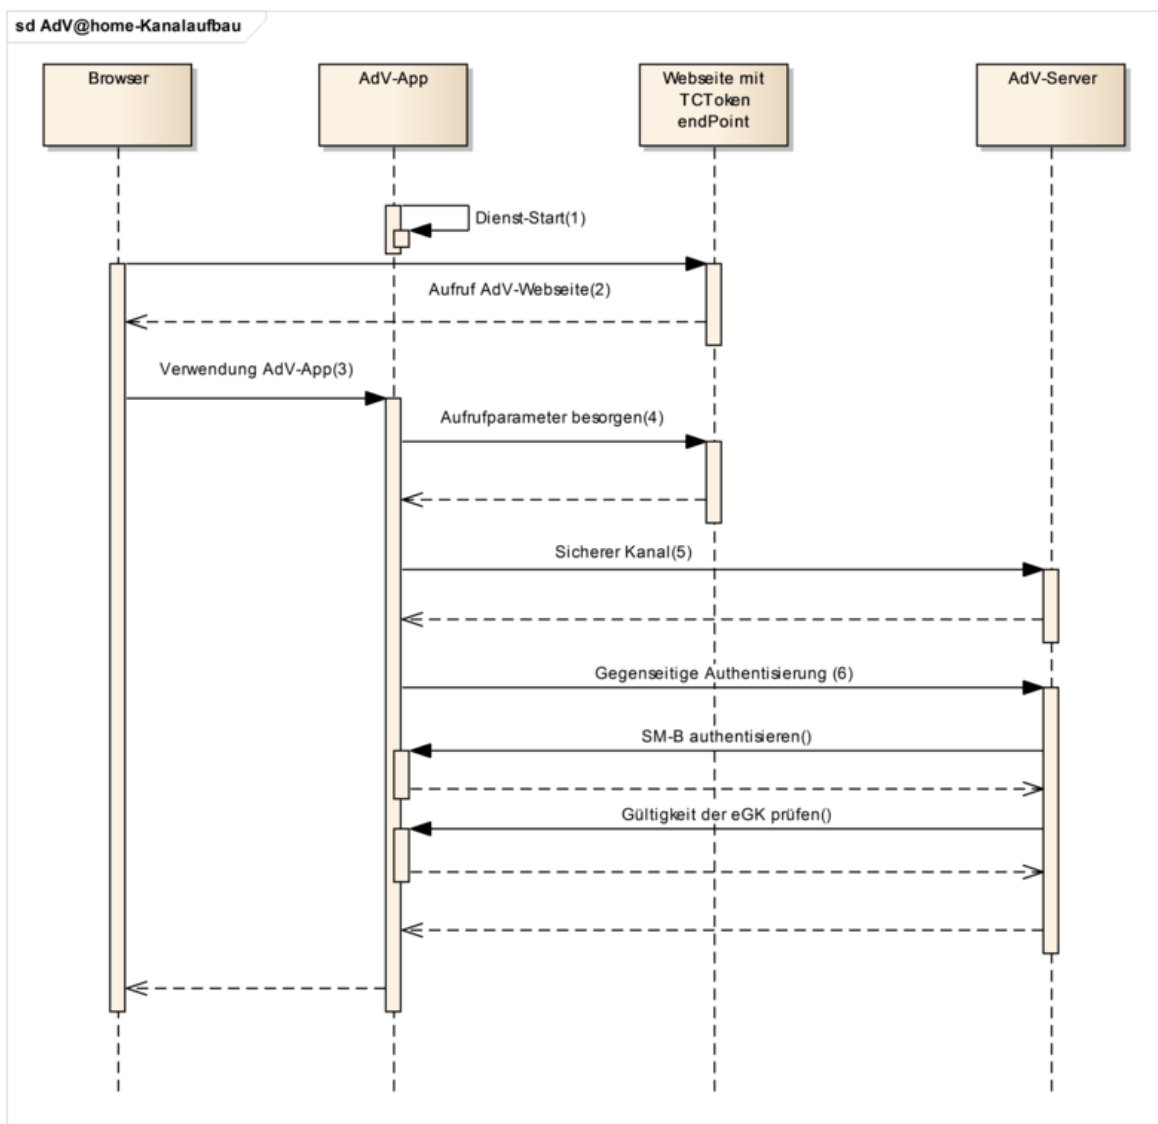 sd AdV@home-Kanalaufbau
Browser
AdV-App
Webseite mit
TCToken
endPoint
AdV-Server
Dienst-Start(1)
Aufruf AdV-Webseite(2)
Verwendung AdV-App(3)
Aufrufparameter besorgen(4)
Sicherer Kanal(5)
Gegenseitige Authentisierung (6)
SM-B authentisieren()
Gültigkeit der eGK prüfen()